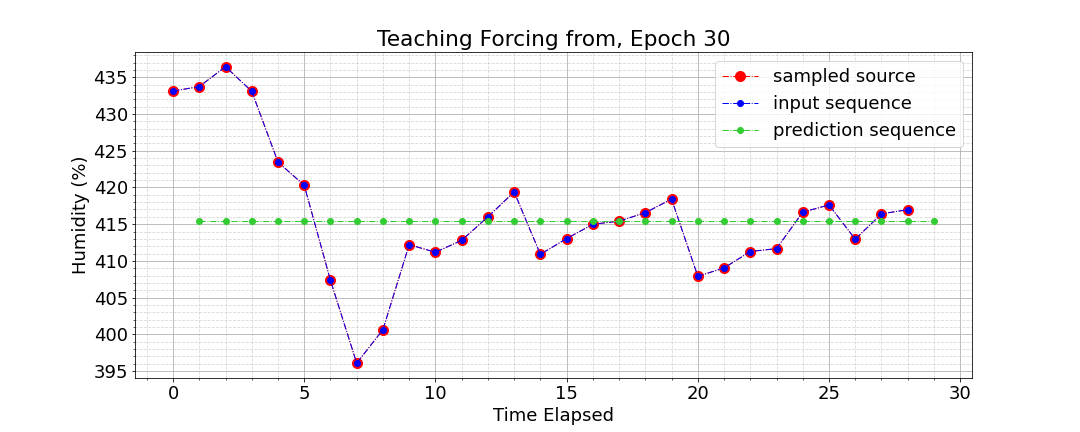 Teaching Forcing from, Epoch 30
sampled source
input sequence
prediction sequence
Humidity (%)
435
430
425
420
415
410
405
400
395
0 5 10 15 20 25 30
Time Elapsed